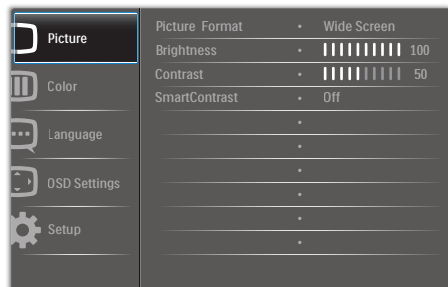 Picture
Color
Language
OSD Settings
Setup
Picture Format • Wide Screen
Brightness • 100
Contrast • 50
SmartContrast • Off